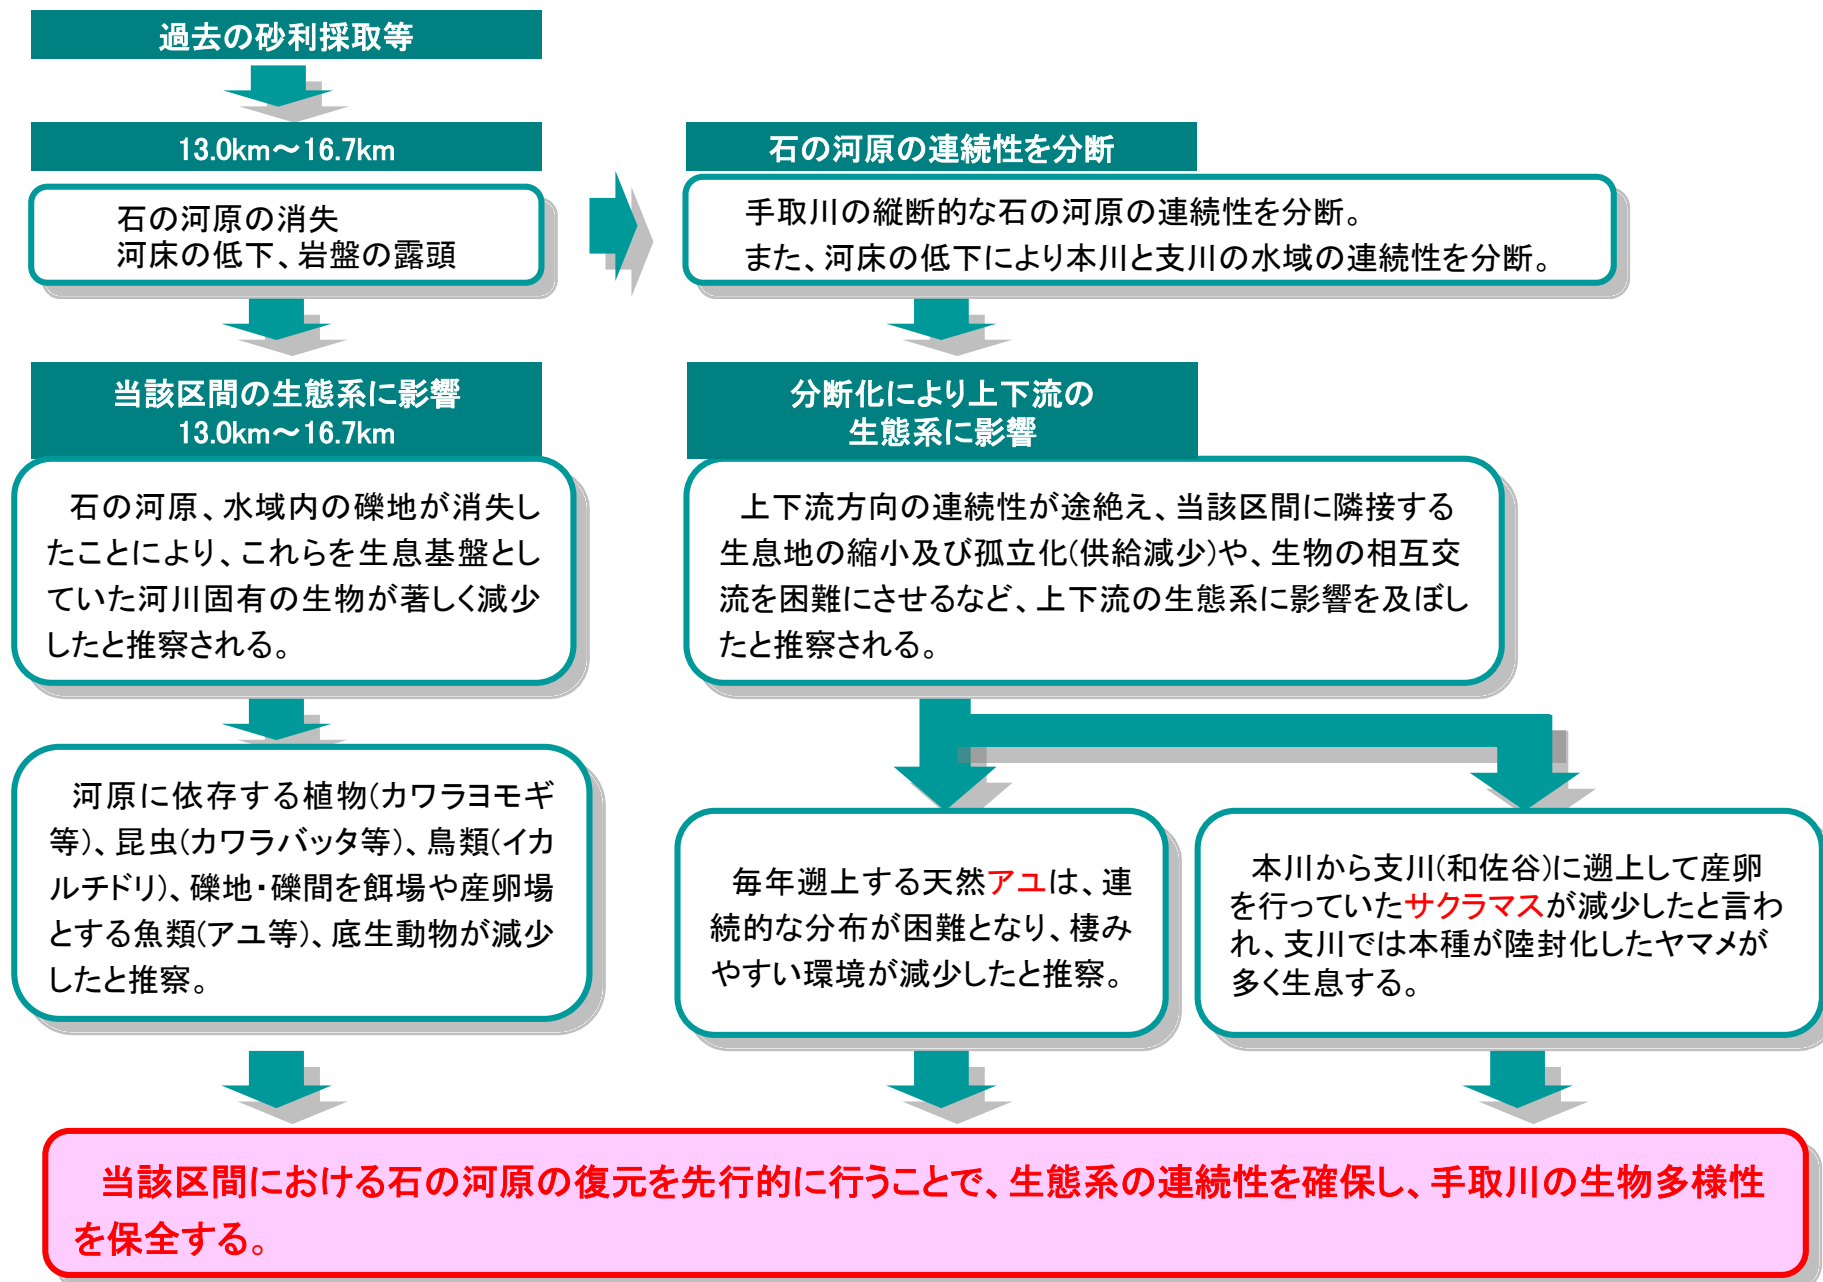 過去の砂利採取等
13.0km～16.7km
石の河原の消失
河床の低下、岩盤の露頭
石の河原の連続性を分断
手取川の縦断的な石の河原の連続性を分断。
また、河床の低下により本川と支川の水域の連続性を分断。
当該区間の生態系に影響
13.0km～16.7km
石の河原、水域内の礫地が消失し
たことにより、これらを生息基盤とし
ていた河川固有の生物が著しく減少
したと推察される。
分断化により上下流の
生態系に影響
上下流方向の連続性が途絶え、当該区間に隣接する
生息地の縮小及び孤立化(供給減少)や、生物の相互交
流を困難にさせるなど、上下流の生態系に影響を及ぼし
たと推察される。
河原に依存する植物(カワラヨモギ
等)、昆虫(カワラバッタ等)、鳥類(イカ
ルチドリ)、礫地・礫間を餌場や産卵場
とする魚類(アユ等)、底生動物が減少
したと推察。
毎年遡上する天然アユは、連
続的な分布が困難となり、棲み
やすい環境が減少したと推察。
本川から支川(和佐谷)に遡上して産卵
を行っていたサクラマスが減少したと言わ
れ、支川では本種が陸封化したヤマメが
多く生息する。
当該区間における石の河原の復元を先行的に行うことで、生態系の連続性を確保し、手取川の生物多様性
を保全する。